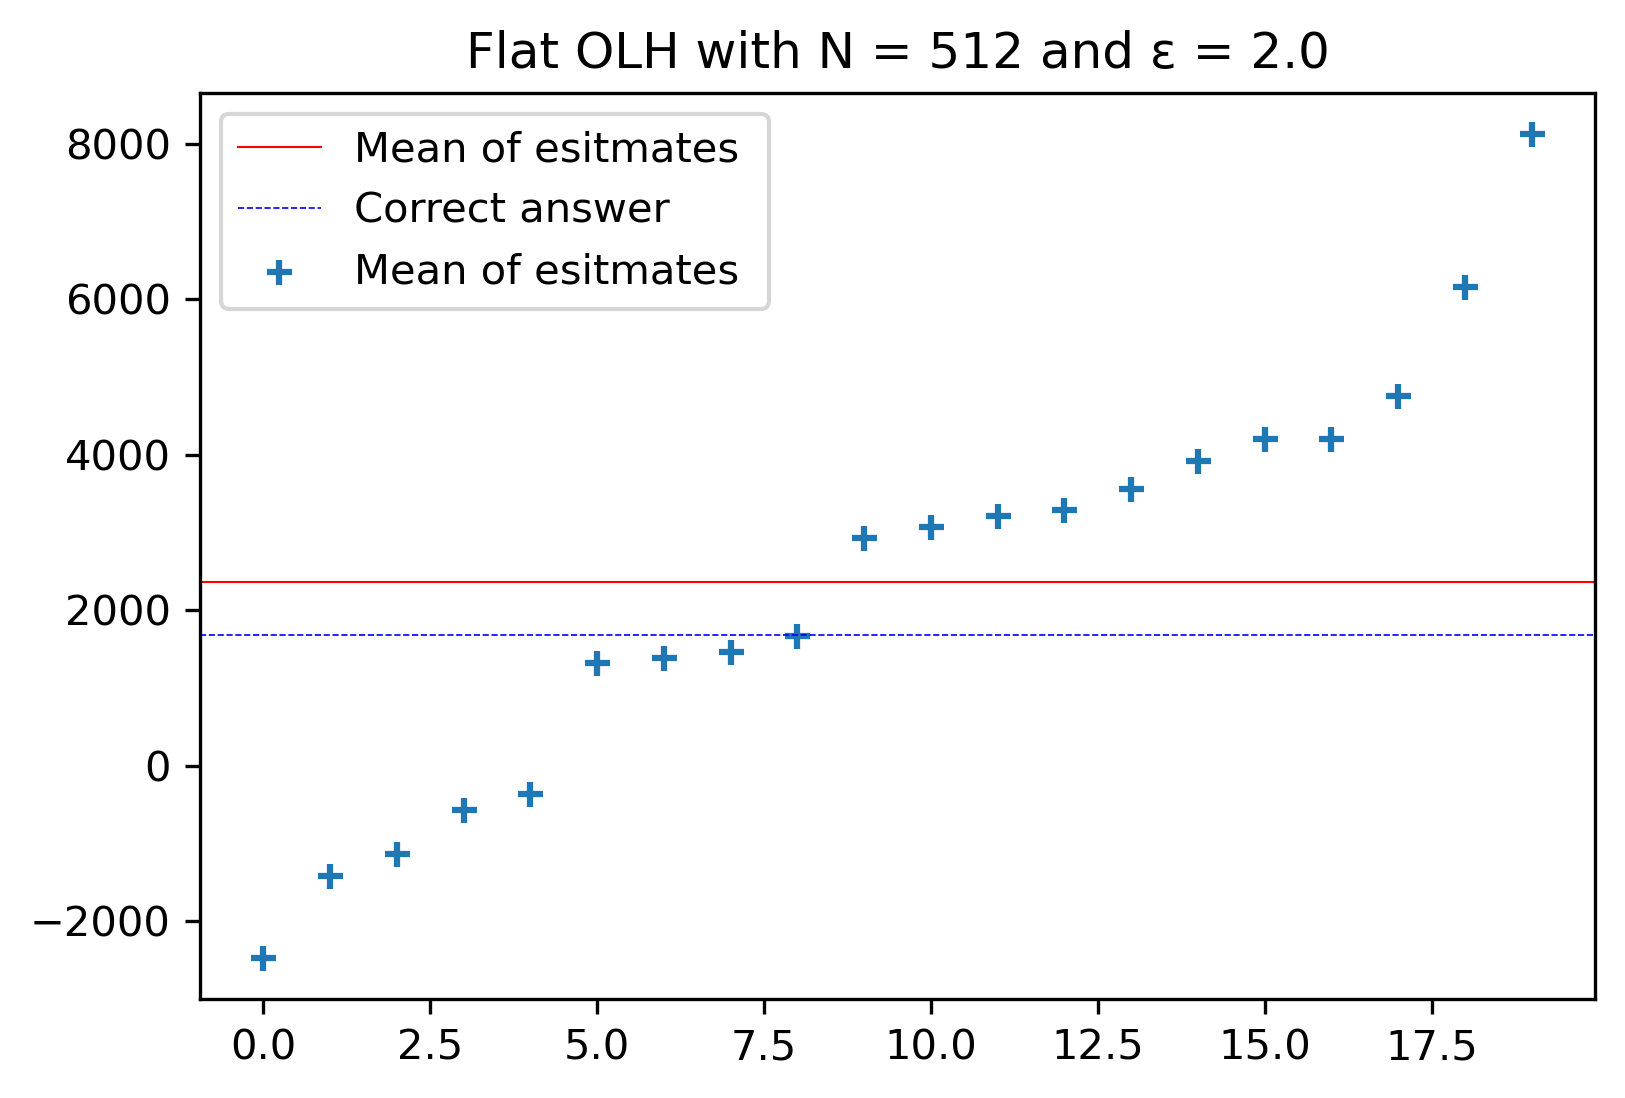 Flat OLH with N = 512 and ε = 2.0
Mean of esitmates
Correct answer
Mean of esitmates
8000
6000
4000
2000
0
−2000
0.0 2.5 5.0 7.5 10.0 12.5 15.0 17.5